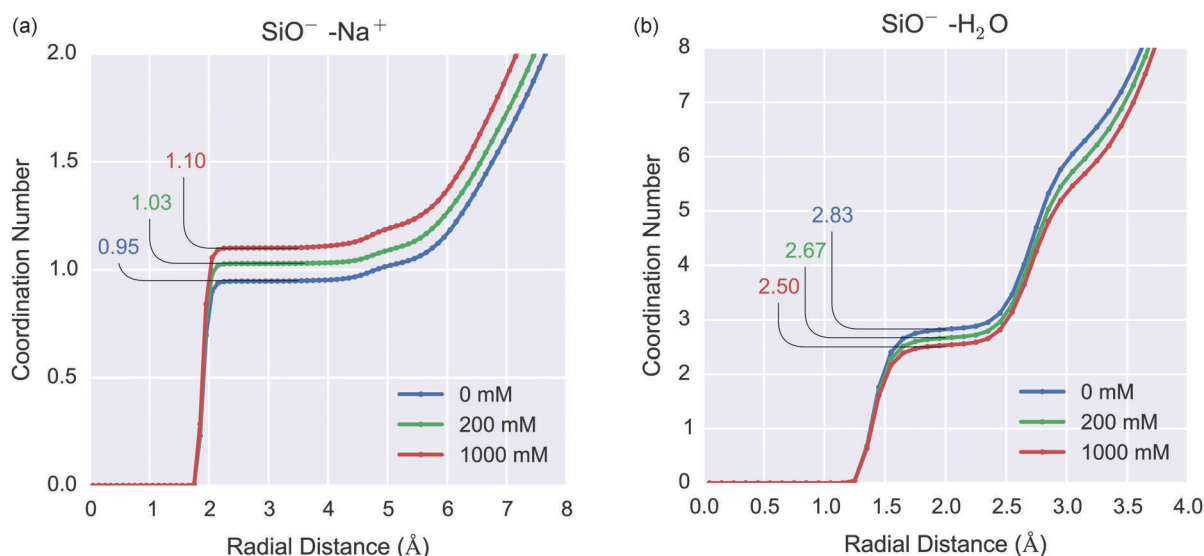 (a)
SiO⁻ -Na⁺
2.0
1.5
1.0
0.5
0.0
Coordination Number
1.10
1.03
0.95
0 mM
200 mM
1000 mM
0 1 2 3 4 5 6 7 8
Radial Distance (Å)
(b)
SiO⁻ -H₂O
8
7
6
5
4
3
2
1
0
Coordination Number
2.83
2.67
2.50
0 mM
200 mM
1000 mM
0.0 0.5 1.0 1.5 2.0 2.5 3.0 3.5 4.0
Radial Distance (Å)